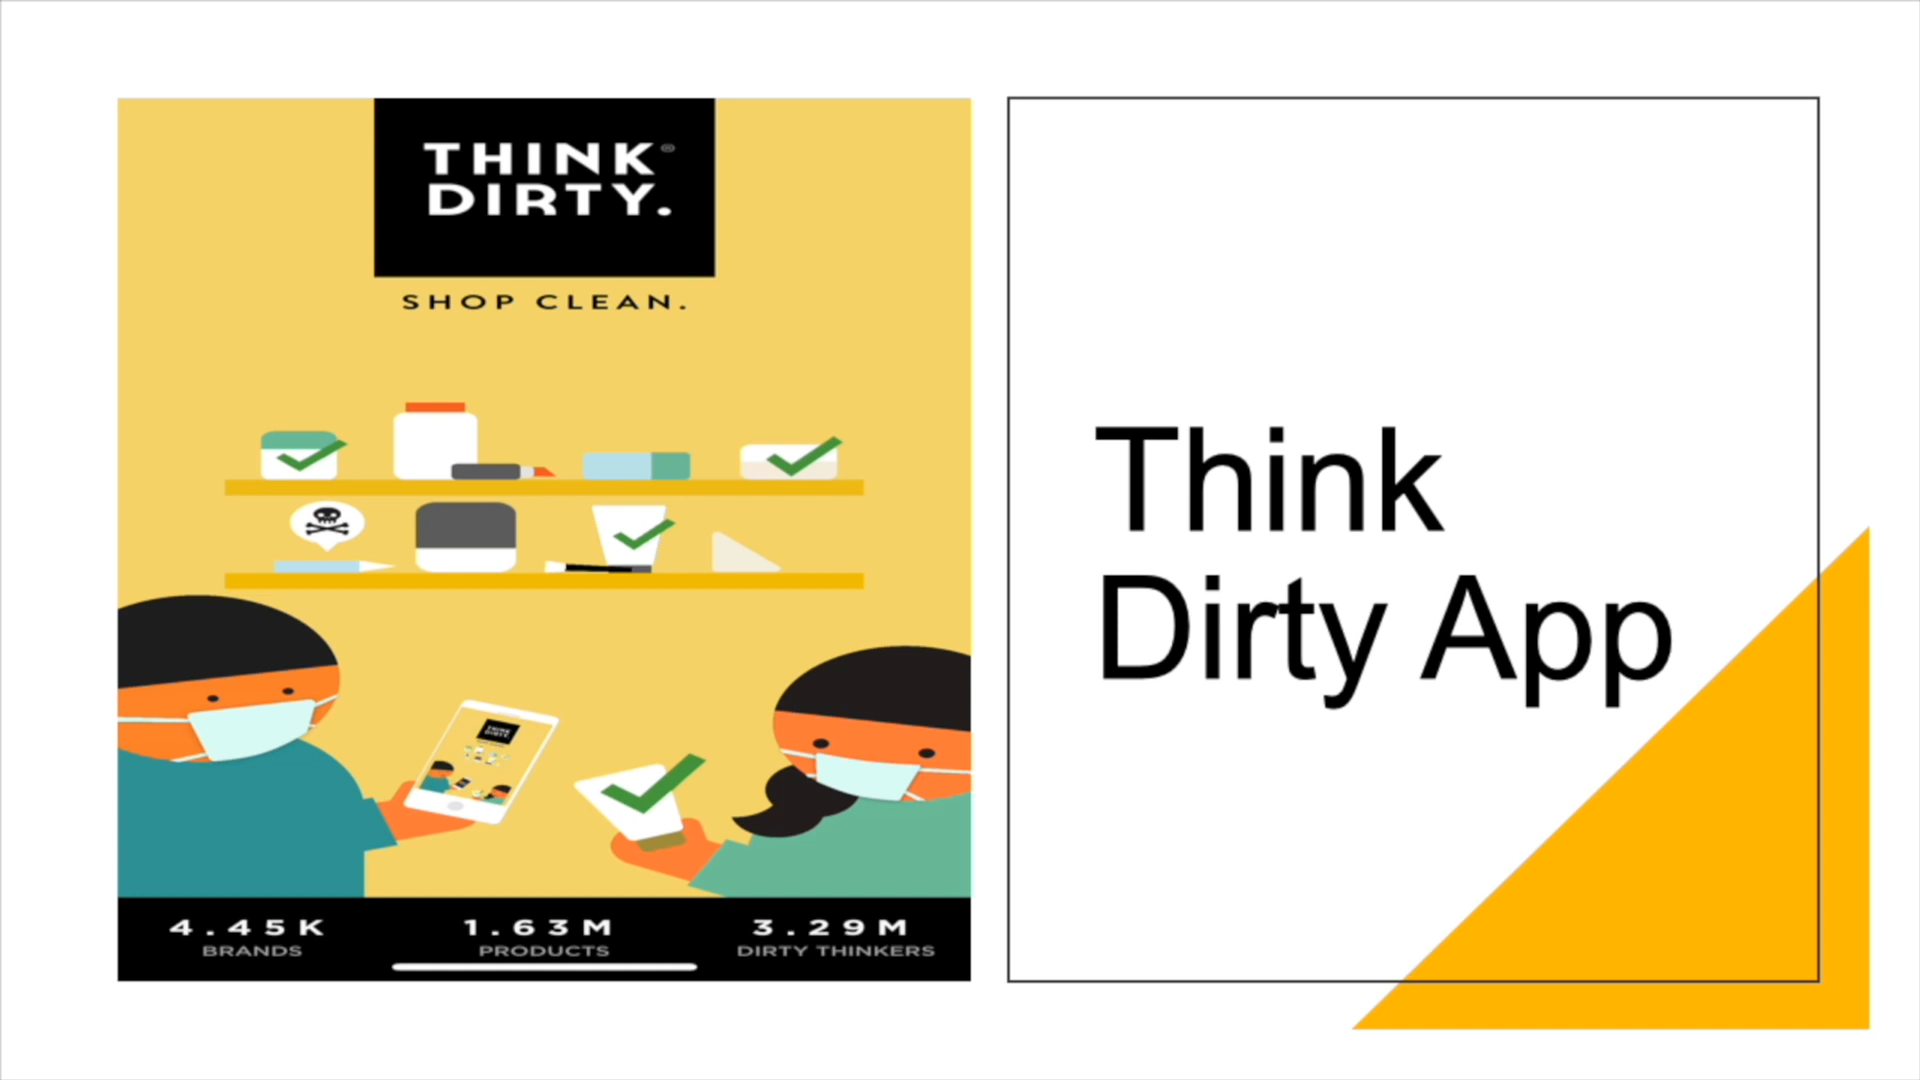 THINK®
DIRTY.
SHOP CLEAN.
4.45K
BRANDS
1.63M
PRODUCTS
3.29M
DIRTY THINKERS
Think
Dirty App